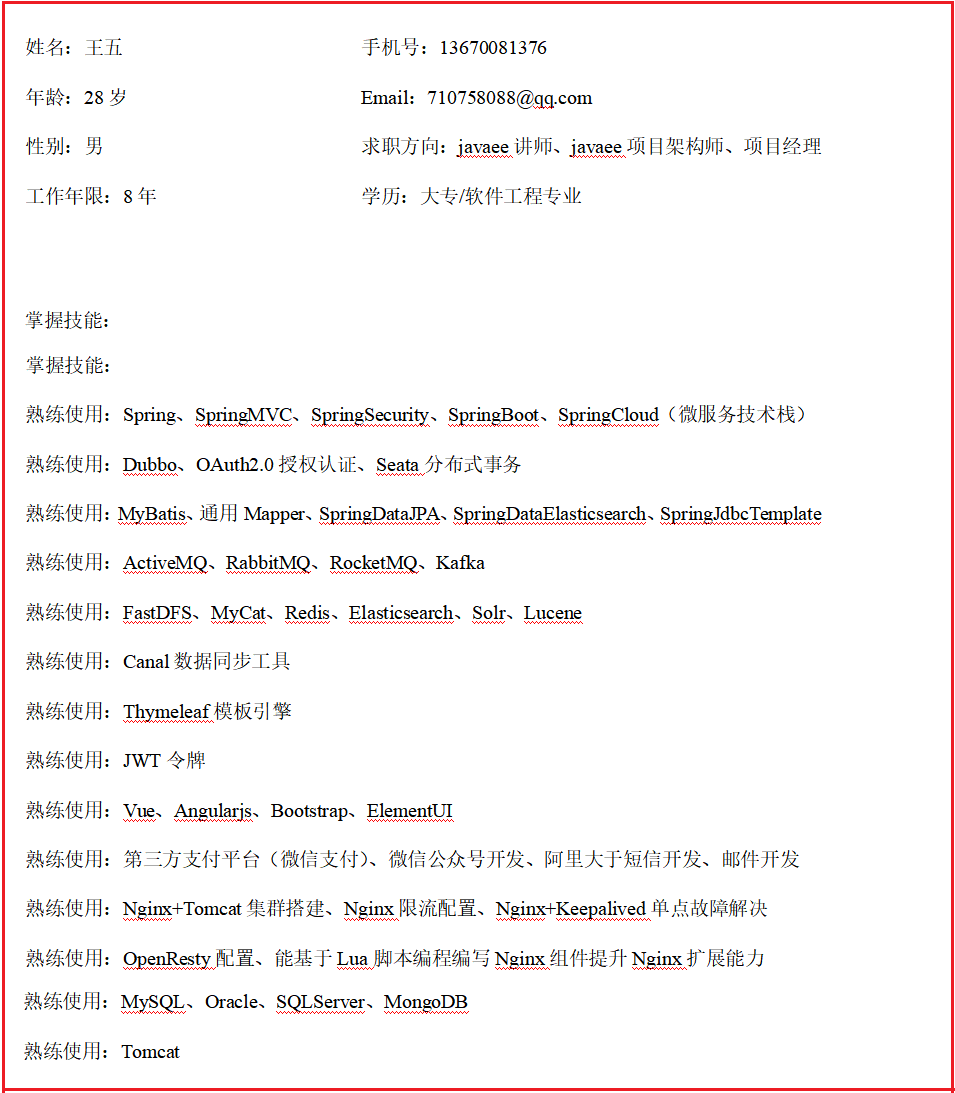 姓名：王五 手机号：13670081376
年龄：28 岁 Email：710758088@qq.com
性别：男 求职方向：javaee 讲师、javaee 项目架构师、项目经理
工作年限：8 年 学历：大专/软件工程专业
掌握技能：
掌握技能：
熟练使用：Spring、SpringMVC、SpringSecurity、SpringBoot、SpringCloud（微服务技术栈）
熟练使用：Dubbo、OAuth2.0 授权认证、Seata 分布式事务
熟练使用：MyBatis、通用 Mapper、SpringDataJPA、SpringDataElasticsearch、SpringJdbcTemplate
熟练使用：ActiveMQ、RabbitMQ、RocketMQ、Kafka
熟练使用：FastDFS、MyCat、Redis、Elasticsearch、Solr、Lucene
熟练使用：Canal 数据同步工具
熟练使用：Thymeleaf 模板引擎
熟练使用：JWT 令牌
熟练使用：Vue、Angularjs、Bootstrap、ElementUI
熟练使用：第三方支付平台（微信支付）、微信公众号开发、阿里大于短信开发、邮件开发
熟练使用：Nginx+Tomcat 集群搭建、Nginx 限流配置、Nginx+Keepalived 单点故障解决
熟练使用：OpenResty 配置、能基于 Lua 脚本编程编写 Nginx 组件提升 Nginx 扩展能力
熟练使用：MySQL、Oracle、SQLServer、MongoDB
熟练使用：Tomcat